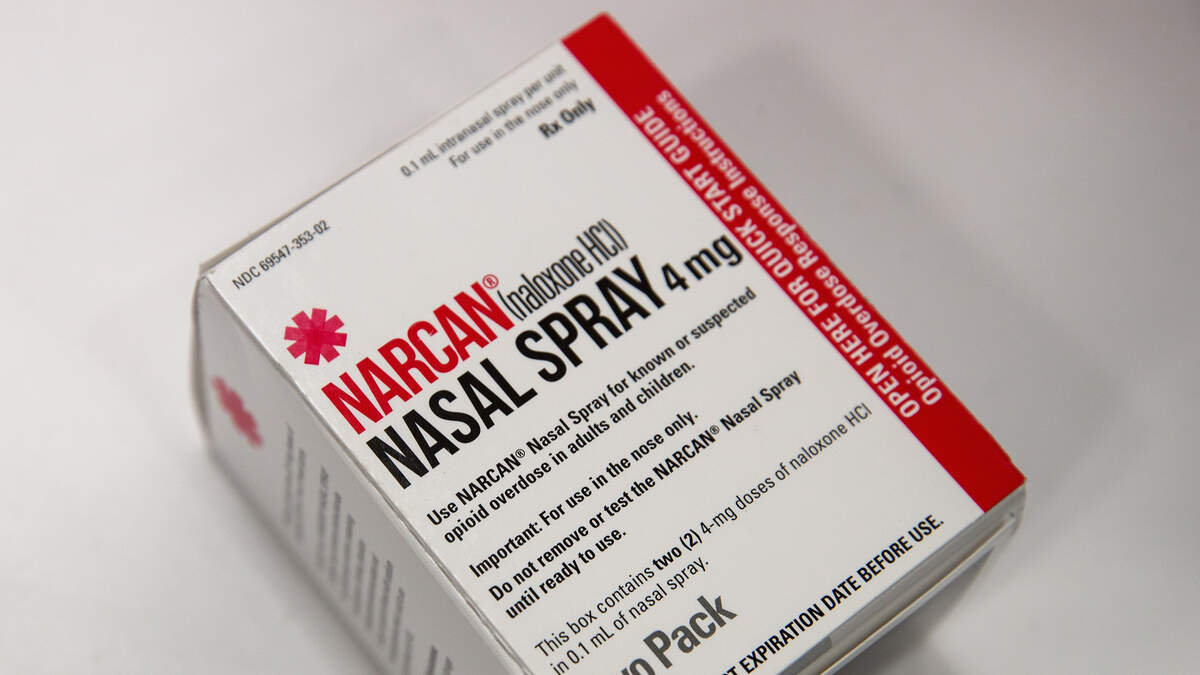 0.1 mL intranasal spray per unit
For use in the nose only
Rx Only
NDC 69547-353-02
NARCAN® (naloxone HCl)
NASAL SPRAY 4 mg
Use NARCAN® Nasal Spray for known or suspected
opioid overdose in adults and children.
Important: For use in the nose only.
Do not remove or test the NARCAN® Nasal Spray
until ready to use.
This box contains two (2) 4-mg doses of naloxone HCl
in 0.1 mL of nasal spray.
Pack
EXPIRATION DATE BEFORE USE.
OPEN HERE FOR QUICK START GUIDE
Opioid Overdose Response Instructions